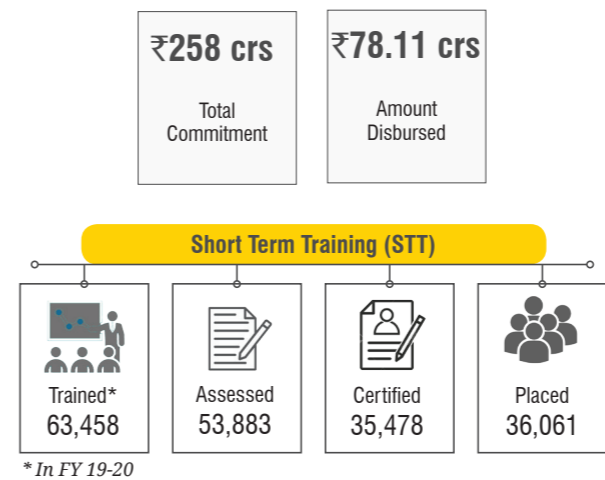 ₹258 crs
Total
Commitment
₹78.11 crs
Amount
Disbursed
Short Term Training (STT)
Trained*
63,458
Assessed
53,883
Certified
35,478
Placed
36,061
* In FY 19-20